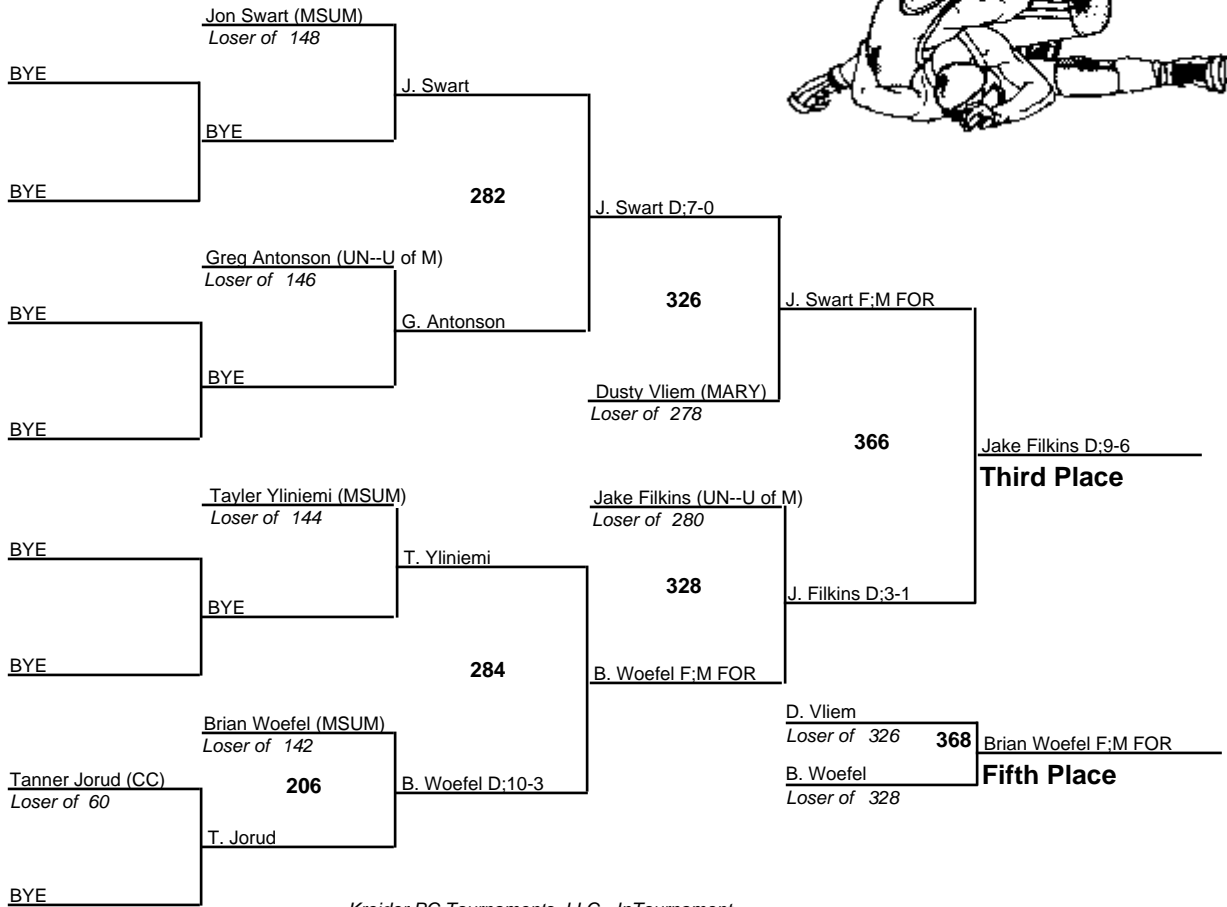 Jon Swart (MSUM)
Loser of 148
BYE
J. Swart
BYE
BYE
282
J. Swart D;7-0
Greg Antonson (UN--U of M)
Loser of 146
326
J. Swart F;M FOR
BYE
G. Antonson
BYE
Dusty Vliem (MARY)
Loser of 278
BYE
366
Jake Filkins D;9-6
Third Place
Tayler Yliniemi (MSUM)
Loser of 144
Jake Filkins (UN--U of M)
Loser of 280
BYE
T. Yliniemi
328
J. Filkins D;3-1
BYE
BYE
284
B. Woefel F;M FOR
Brian Woefel (MSUM)
Loser of 142
D. Vliem
Loser of 326
368
Brian Woefel F;M FOR
Fifth Place
Tanner Jorud (CC)
Loser of 60
206
B. Woefel D;10-3
B. Woefel
Loser of 328
T. Jorud
BYE